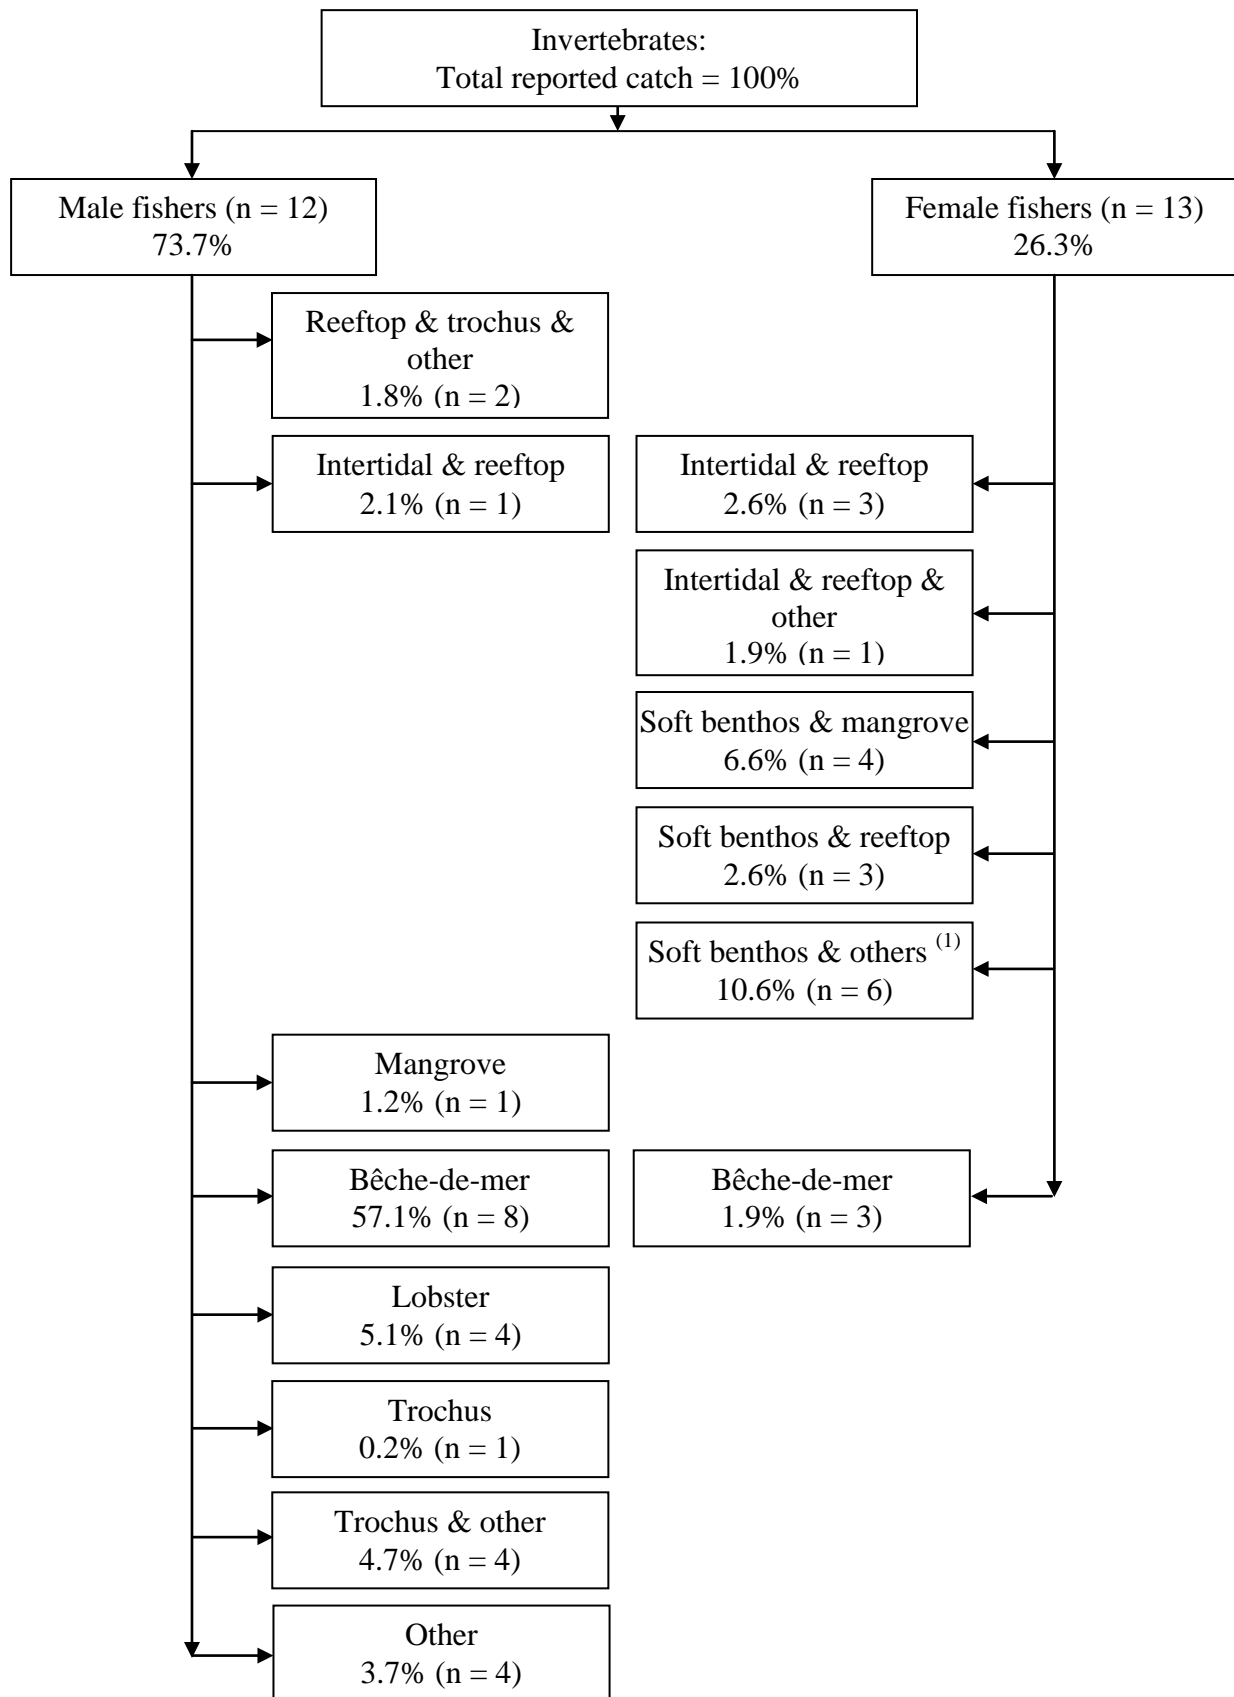 Invertebrates:
Total reported catch = 100%
Male fishers (n = 12)
73.7%
Female fishers (n = 13)
26.3%
Reeftop & trochus &
other
1.8% (n = 2)
Intertidal & reeftop
2.1% (n = 1)
Intertidal & reeftop
2.6% (n = 3)
Intertidal & reeftop &
other
1.9% (n = 1)
Soft benthos & mangrove
6.6% (n = 4)
Soft benthos & reeftop
2.6% (n = 3)
Soft benthos & others (1)
10.6% (n = 6)
Mangrove
1.2% (n = 1)
Bêche-de-mer
57.1% (n = 8)
Bêche-de-mer
1.9% (n = 3)
Lobster
5.1% (n = 4)
Trochus
0.2% (n = 1)
Trochus & other
4.7% (n = 4)
Other
3.7% (n = 4)